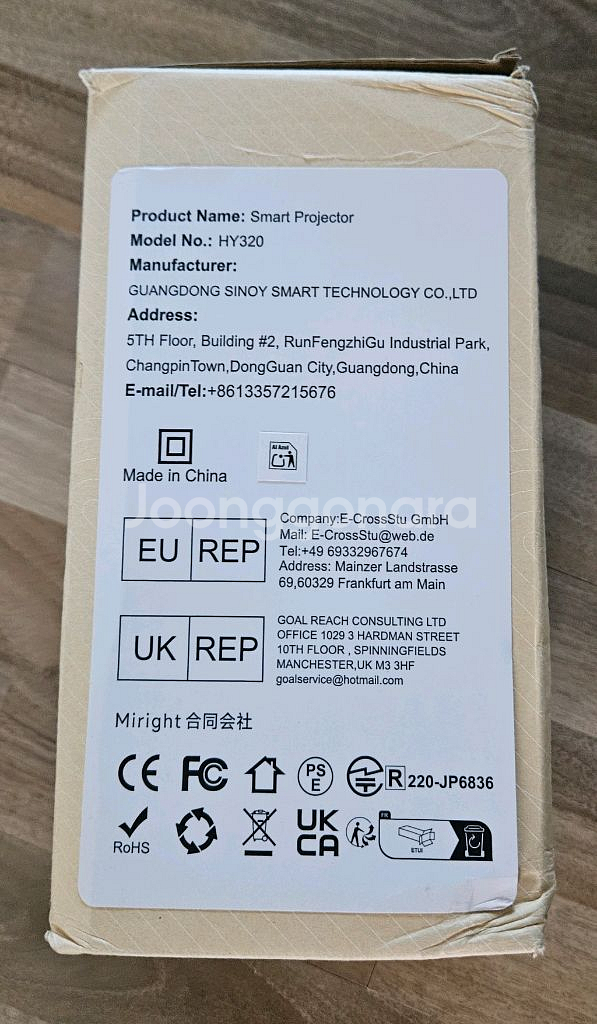 Product Name: Smart Projector
Model No.: HY320
Manufacturer:
GUANGDONG SINOY SMART TECHNOLOGY CO.,LTD
Address:
5TH Floor, Building #2, RunFengzhiGu Industrial Park,
ChangpinTown,DongGuan City,Guangdong,China
E-mail/Tel:+8613357215676
Al Azul
Made in China
Joonggonara
EU REP
Company:E-CrossStu GmbH
Mail: E-CrossStu@web.de
Tel:+49 69332967674
Address: Mainzer Landstrasse
69,60329 Frankfurt am Main
UK REP
GOAL REACH CONSULTING LTD
OFFICE 1029 3 HARDMAN STREET
10TH FLOOR , SPINNINGFIELDS
MANCHESTER,UK M3 3HF
goalservice@hotmail.com
Miright 合同会社
CE FC PS E R 220-JP6836
RoHS UK CA FR ETUI